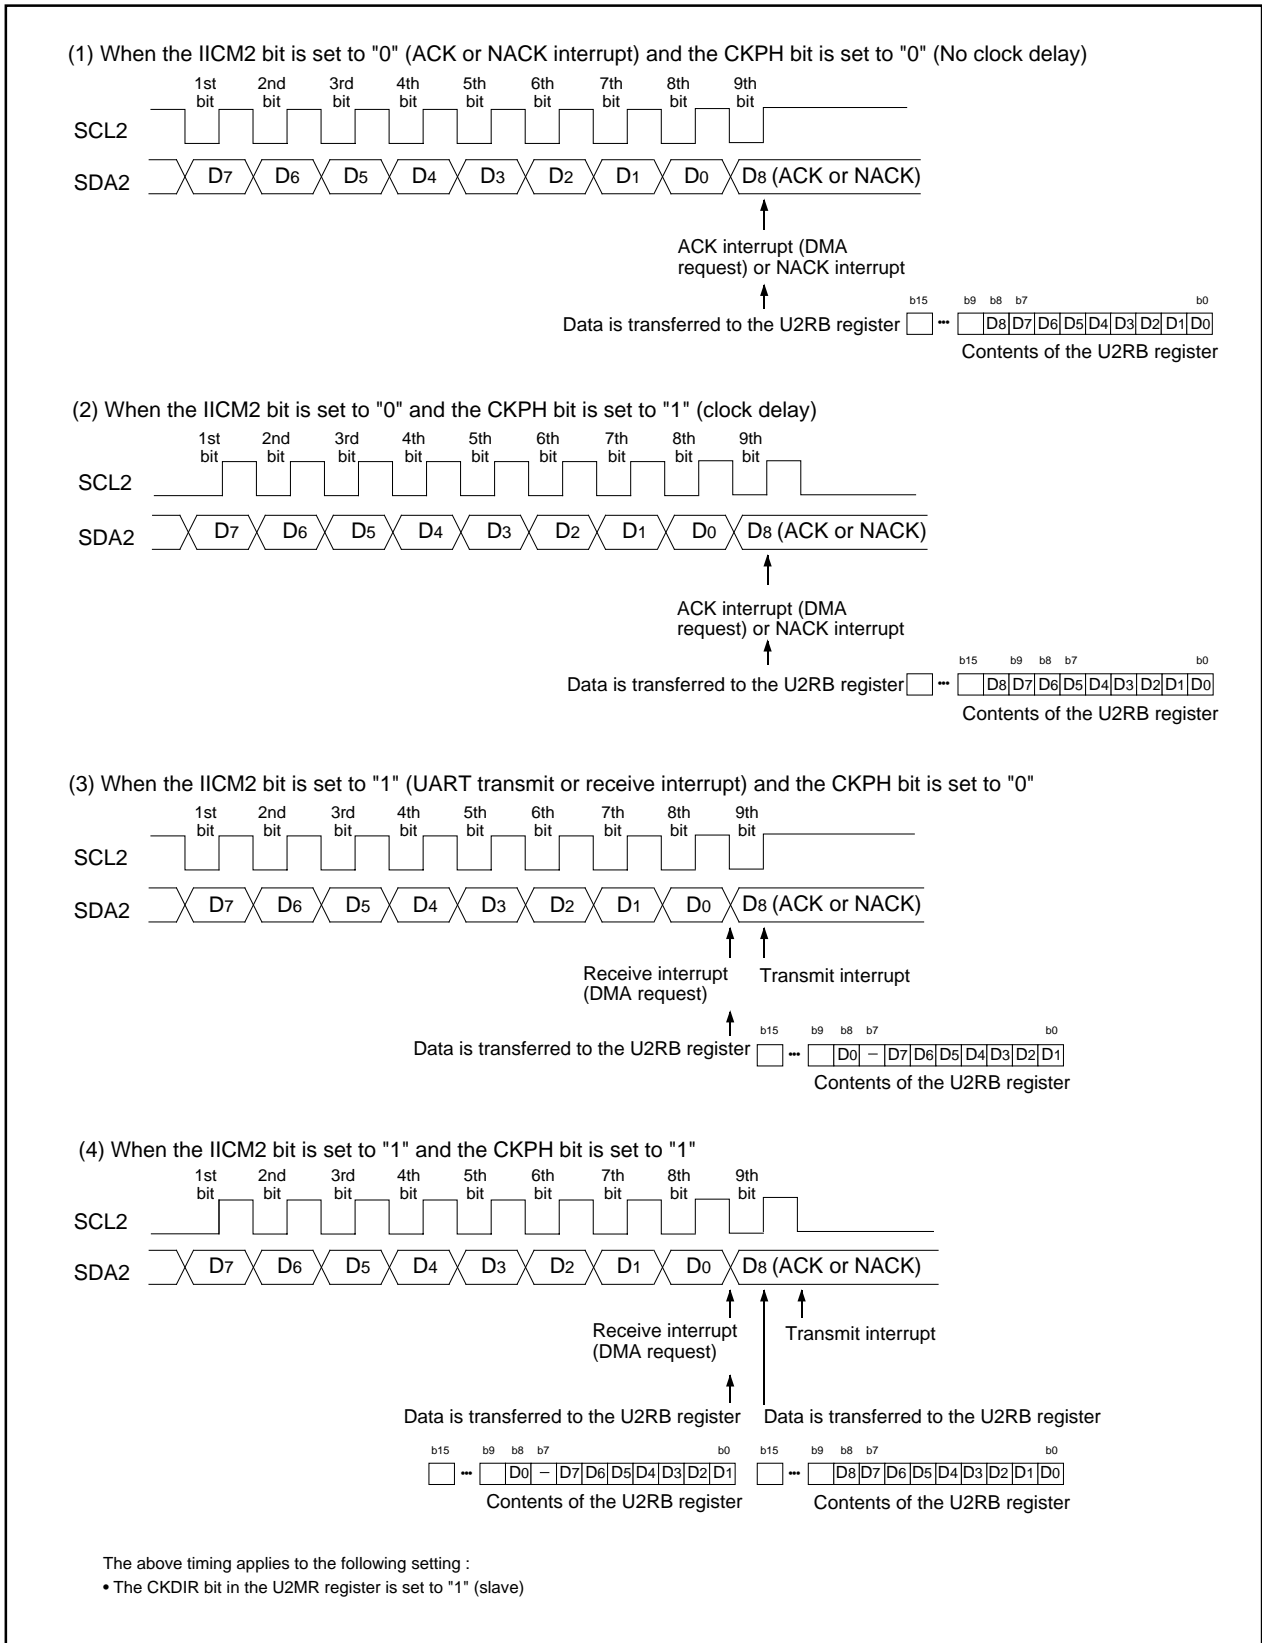 (1) When the IICM2 bit is set to "0" (ACK or NACK interrupt) and the CKPH bit is set to "0" (No clock delay)
1st bit 2nd bit 3rd bit 4th bit 5th bit 6th bit 7th bit 8th bit 9th bit
SCL2
SDA2 D7 D6 D5 D4 D3 D2 D1 D0 D8 (ACK or NACK)
ACK interrupt (DMA
request) or NACK interrupt
b15 b9 b8 b7 b0
Data is transferred to the U2RB register ••• D8 D7 D6 D5 D4 D3 D2 D1 D0
Contents of the U2RB register
(2) When the IICM2 bit is set to "0" and the CKPH bit is set to "1" (clock delay)
1st bit 2nd bit 3rd bit 4th bit 5th bit 6th bit 7th bit 8th bit 9th bit
SCL2
SDA2 D7 D6 D5 D4 D3 D2 D1 D0 D8 (ACK or NACK)
ACK interrupt (DMA
request) or NACK interrupt
b15 b9 b8 b7 b0
Data is transferred to the U2RB register ••• D8 D7 D6 D5 D4 D3 D2 D1 D0
Contents of the U2RB register
(3) When the IICM2 bit is set to "1" (UART transmit or receive interrupt) and the CKPH bit is set to "0"
1st bit 2nd bit 3rd bit 4th bit 5th bit 6th bit 7th bit 8th bit 9th bit
SCL2
SDA2 D7 D6 D5 D4 D3 D2 D1 D0 D8 (ACK or NACK)
Receive interrupt
(DMA request)
Transmit interrupt
b15 b9 b8 b7 b0
Data is transferred to the U2RB register ••• D0 – D7 D6 D5 D4 D3 D2 D1
Contents of the U2RB register
(4) When the IICM2 bit is set to "1" and the CKPH bit is set to "1"
1st bit 2nd bit 3rd bit 4th bit 5th bit 6th bit 7th bit 8th bit 9th bit
SCL2
SDA2 D7 D6 D5 D4 D3 D2 D1 D0 D8 (ACK or NACK)
Receive interrupt
(DMA request)
Transmit interrupt
Data is transferred to the U2RB register Data is transferred to the U2RB register
b15 b9 b8 b7 b0 b15 b9 b8 b7 b0
••• D0 – D7 D6 D5 D4 D3 D2 D1 ••• D8 D7 D6 D5 D4 D3 D2 D1 D0
Contents of the U2RB register Contents of the U2RB register
The above timing applies to the following setting :
• The CKDIR bit in the U2MR register is set to "1" (slave)